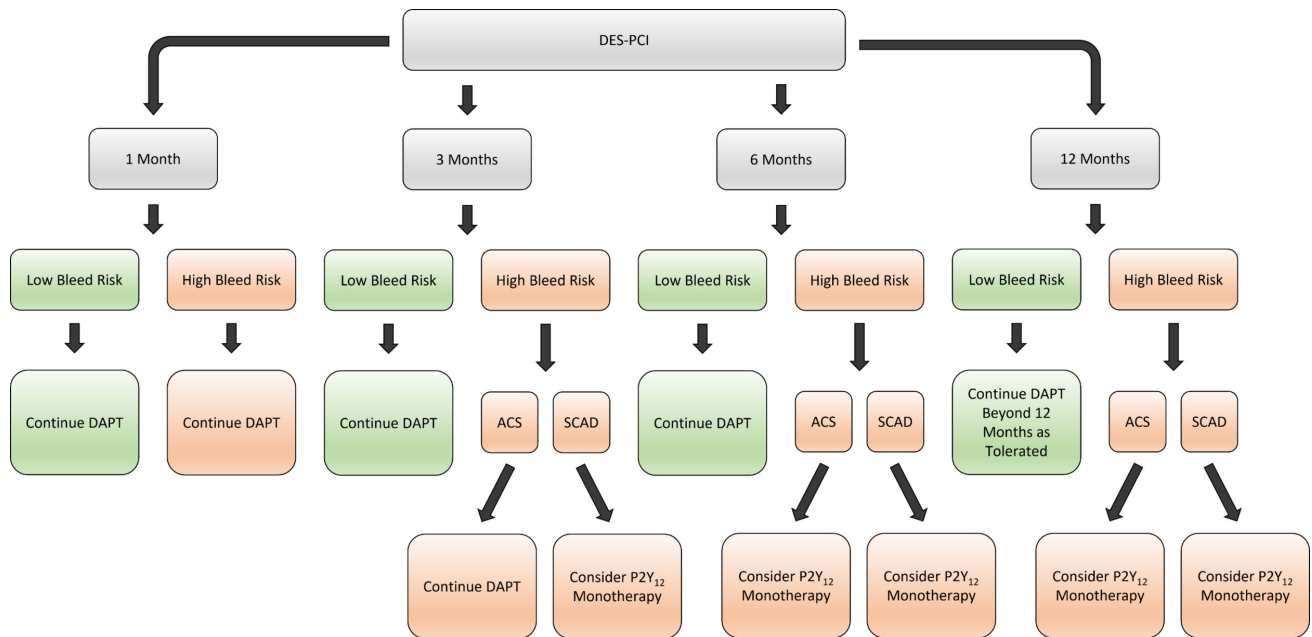 DES-PCI
1 Month
3 Months
6 Months
12 Months
Low Bleed Risk
High Bleed Risk
Low Bleed Risk
High Bleed Risk
Low Bleed Risk
High Bleed Risk
Low Bleed Risk
High Bleed Risk
Continue DAPT
Continue DAPT
Continue DAPT
ACS
SCAD
Continue DAPT
ACS
SCAD
Continue DAPT
Beyond 12
Months as
Tolerated
ACS
SCAD
Continue DAPT
Consider P2Y₁₂
Monotherapy
Consider P2Y₁₂
Monotherapy
Consider P2Y₁₂
Monotherapy
Consider P2Y₁₂
Monotherapy
Consider P2Y₁₂
Monotherapy